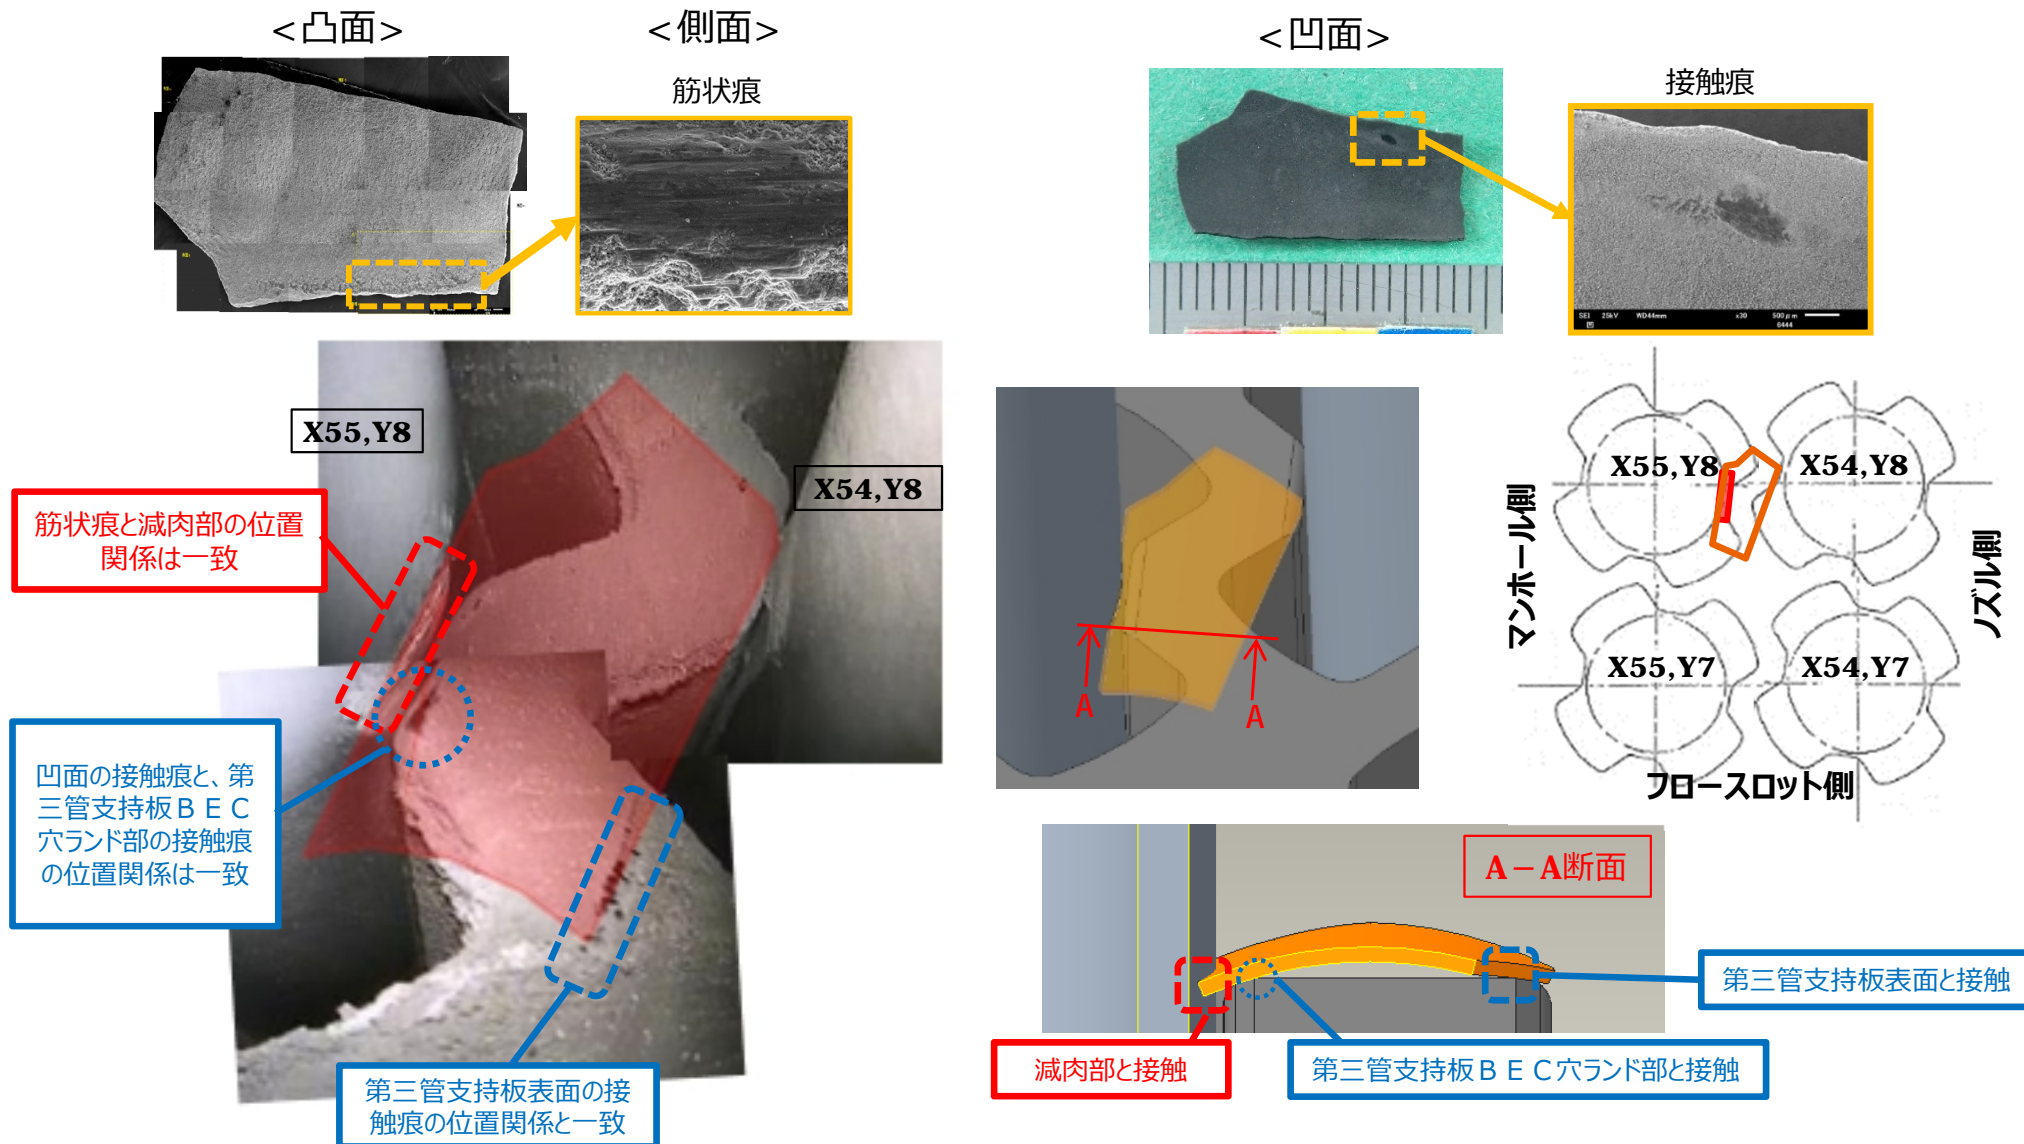 <凸面>
<側面>
筋状痕
<凹面>
接触痕
SEI 25kV WD44mm x30 500μm
6444
X55,Y8
X54,Y8
筋状痕と減肉部の位置
関係は一致
凹面の接触痕と、第
三管支持板BEC
穴ランド部の接触痕
の位置関係は一致
第三管支持板表面の接
触痕の位置関係と一致
A
A
X55,Y8
X54,Y8
X55,Y7
X54,Y7
マンホール側
ノズル側
フロースロット側
A-A断面
第三管支持板表面と接触
減肉部と接触
第三管支持板BEC穴ランド部と接触